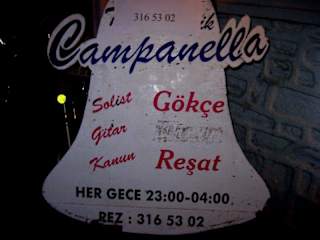 316 53 02
Campanella
Solist Gökçe
Gitar
Kanun Reşat
HER GECE 23:00-04:00
REZ : 316 53 02